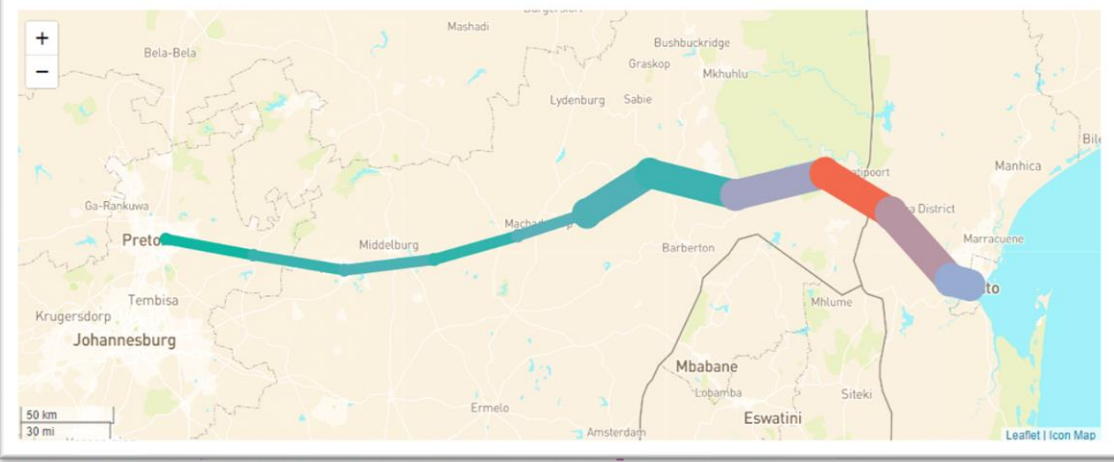 +
−
Mashadi
Bela-Bela
Bushbuckridge
Graskop
Mkhuhlu
Lydenburg
Sabie
Manhica
Ga-Rankuwa
Preto
Middelburg
Barberton
Marracuene
Tembisa
Krugersdorp
Johannesburg
Mhlume
Mbabane
Lobamba
Siteki
Ermelo
Eswatini
Amsterdam
50 km
30 mi
Leaflet | Icon Map